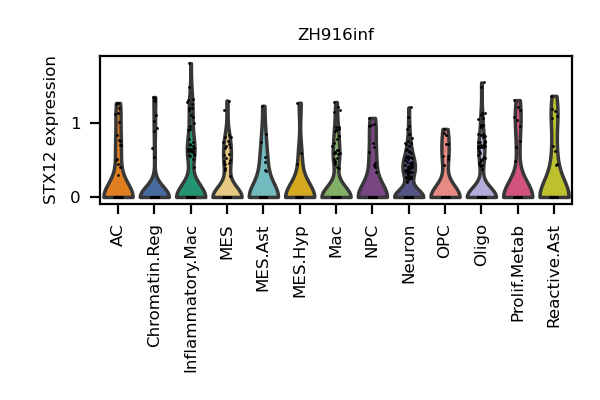 ZH916inf
STX12 expression
1
0
AC
Chromatin.Reg
Inflammatory.Mac
MES
MES.Ast
MES.Hyp
Mac
NPC
Neuron
OPC
Oligo
Prolif.Metab
Reactive.Ast